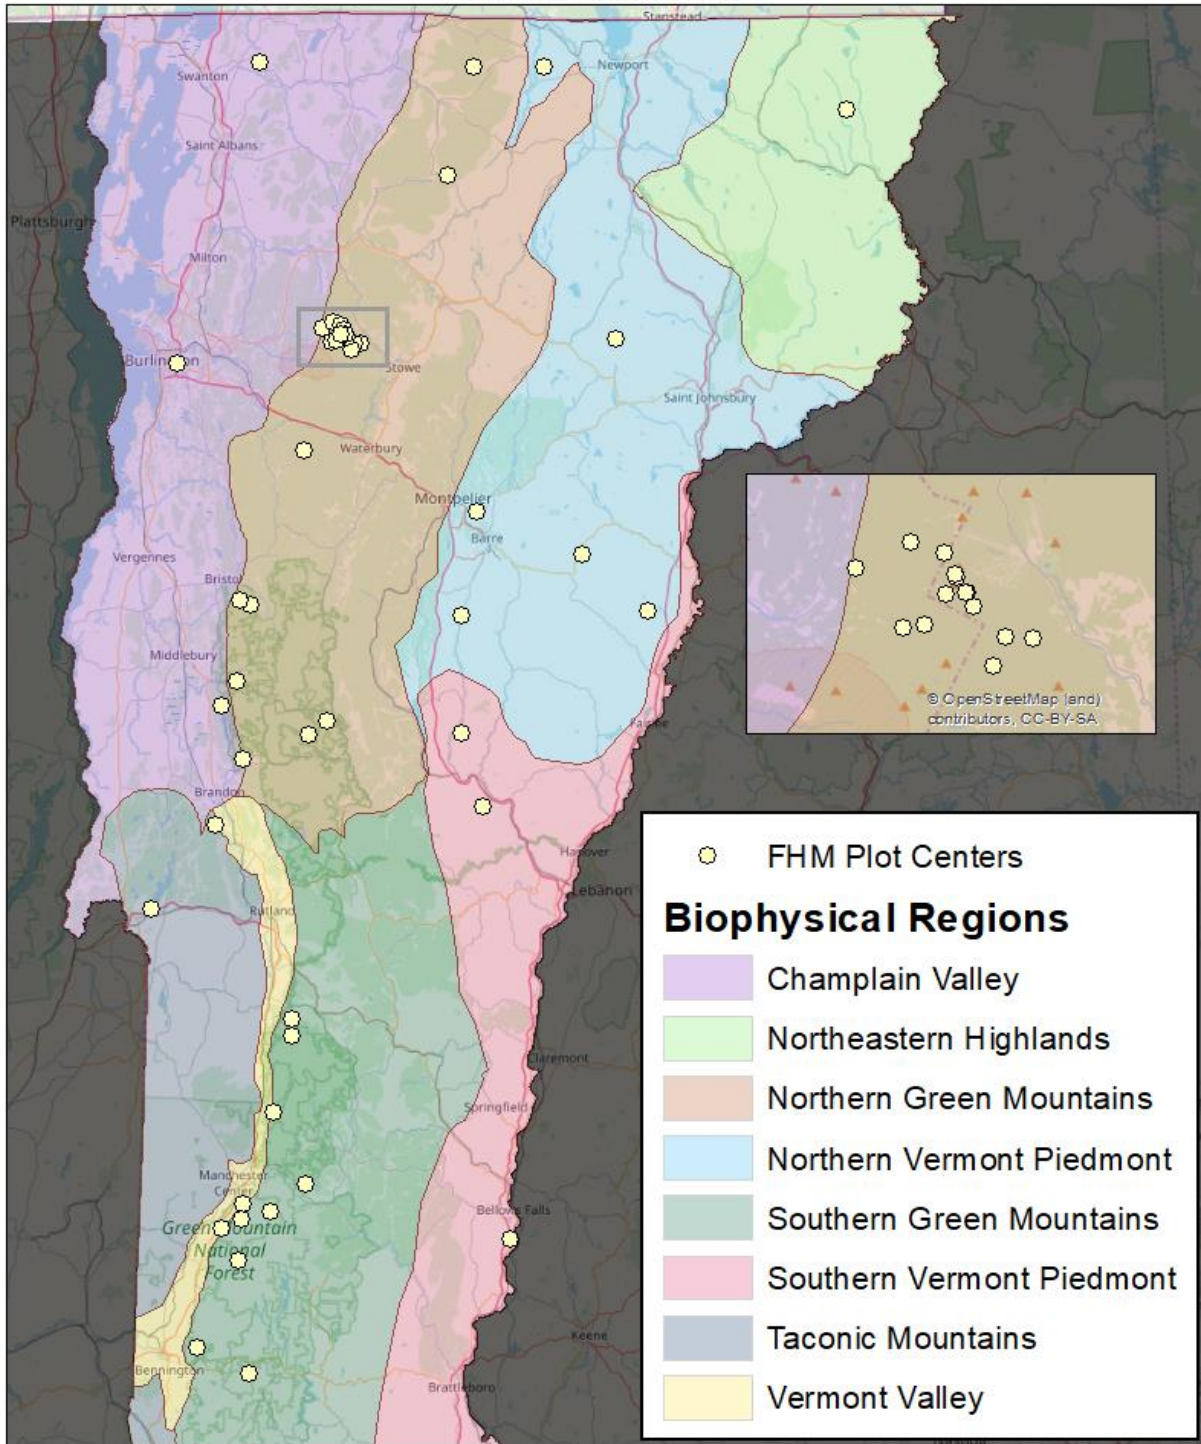 Stanstead
Newport
Swanton
Saint Albans
Plattsburgh
Milton
Burlington
Stowe
Saint Johnsbury
Waterbury
Montpelier
Barre
Vergennes
Bristol
Middlebury
© OpenStreetMap (and)
contributors, CC-BY-SA
Fairlee
Brandon
Hanover
Lebanon
Rutland
Claremont
Springfield
Manchester
Center
Bellows Falls
Green Mountain
National
Forest
Keene
Bennington
Brattleboro
FHM Plot Centers
Biophysical Regions
Champlain Valley
Northeastern Highlands
Northern Green Mountains
Northern Vermont Piedmont
Southern Green Mountains
Southern Vermont Piedmont
Taconic Mountains
Vermont Valley